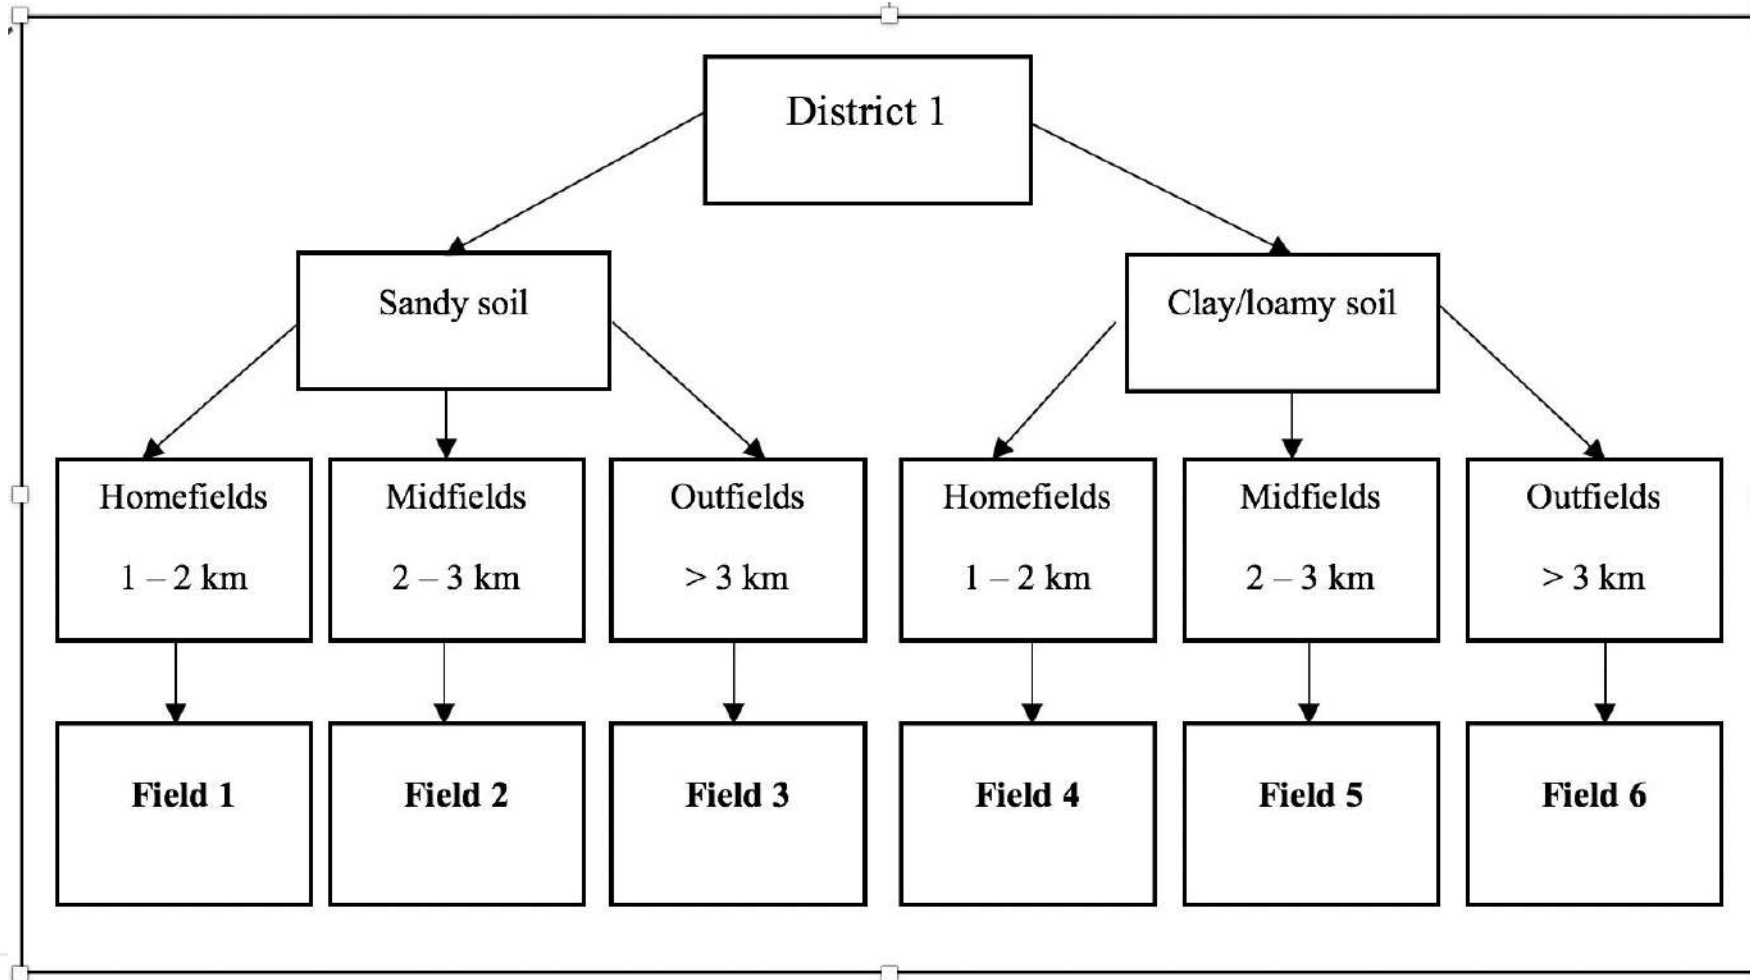 District 1
Sandy soil
Clay/loamy soil
Homefields
1 – 2 km
Midfields
2 – 3 km
Outfields
> 3 km
Homefields
1 – 2 km
Midfields
2 – 3 km
Outfields
> 3 km
Field 1
Field 2
Field 3
Field 4
Field 5
Field 6